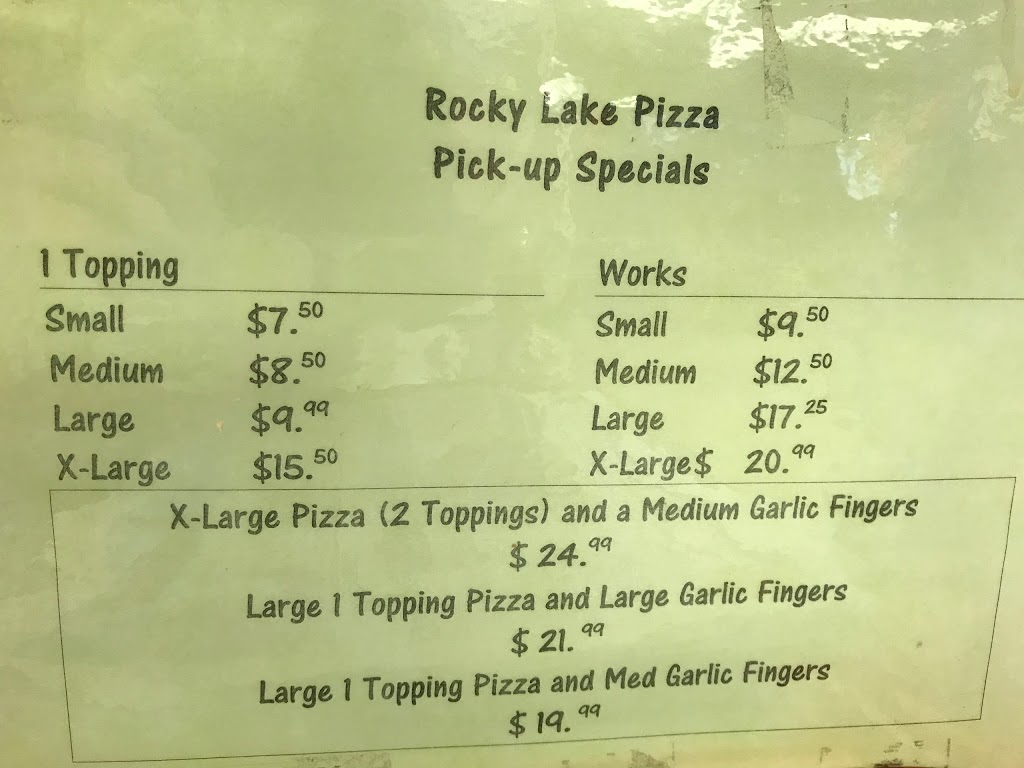 Rocky Lake Pizza
Pick-up Specials
1 Topping
Small $7.50
Medium $8.50
Large $9.99
X-Large $15.50
Works
Small $9.50
Medium $12.50
Large $17.25
X-Large $ 20.99
X-Large Pizza (2 Toppings) and a Medium Garlic Fingers
$ 24.99
Large 1 Topping Pizza and Large Garlic Fingers
$ 21.99
Large 1 Topping Pizza and Med Garlic Fingers
$ 19.99